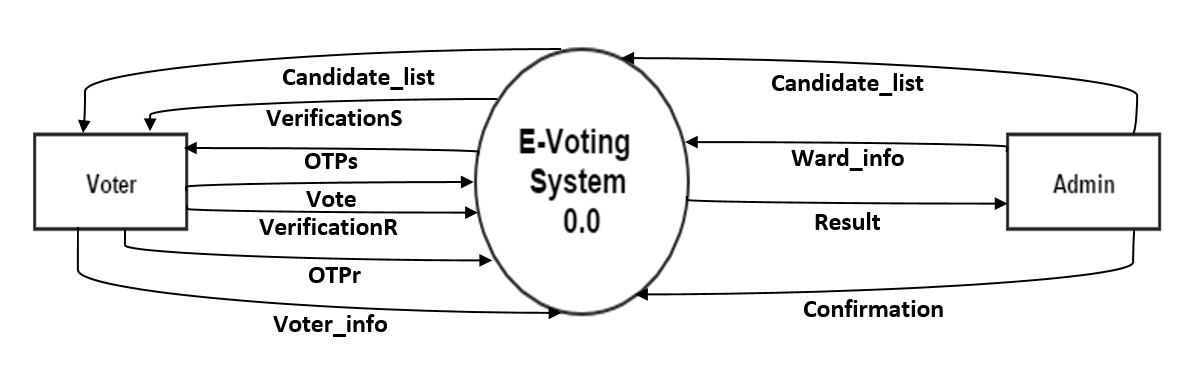 Candidate_list
VerificationS
OTPs
Vote
VerificationR
OTPr
Voter_info
Voter
E-Voting
System
0.0
Candidate_list
Ward_info
Result
Confirmation
Admin